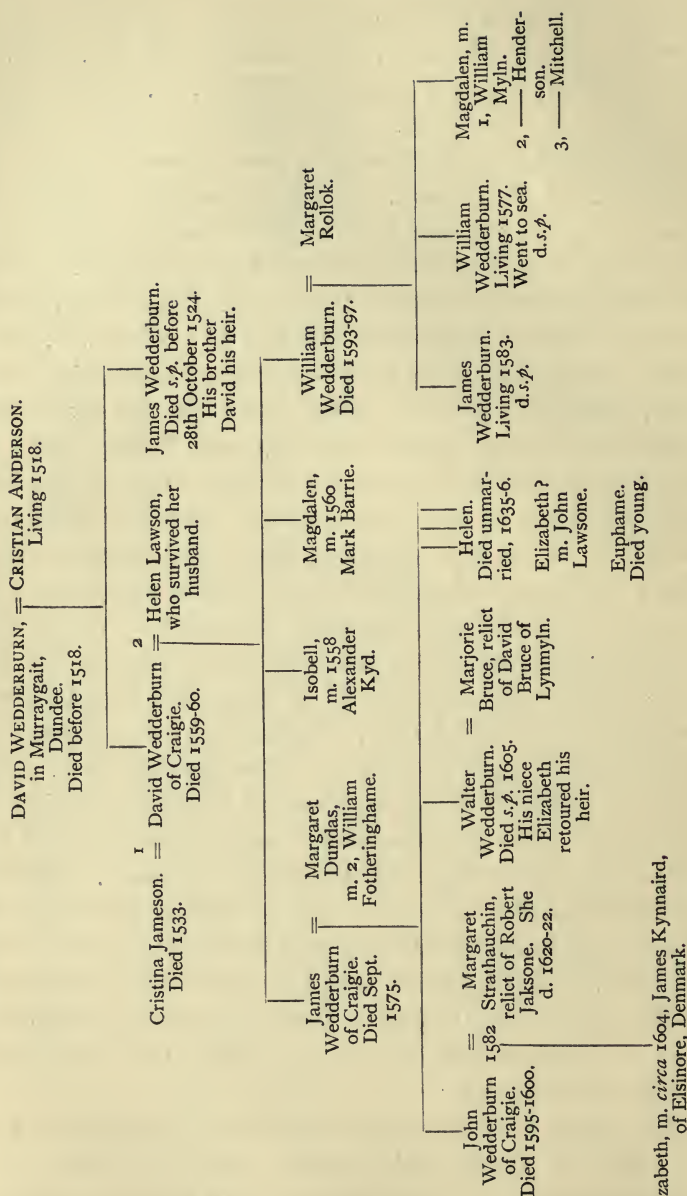 DAVID WEDDERBURN, = CRISTIAN ANDERSON.
in Murraygait,
Dundee.
Died before 1518.
Living 1518.
Cristina Jameson.
Died 1533.
1
=
David Wedderburn
of Craigie.
Died 1559-60.
2
=
Helen Lawson,
who survived her
husband.
James Wedderburn.
Died s.p. before
28th October 1524.
His brother
David his heir.
James
Wedderburn
of Craigie.
Died Sept.
1575.
=
Margaret
Dundas,
m. 2, William
Fotheringhame.
Isobell,
m. 1558
Alexander
Kyd.
Magdalen,
m. 1560
Mark Barrie.
William
Wedderburn.
Died 1593-97.
=
Margaret
Rollok.
John
Wedderburn
of Craigie.
Died 1595-1600.
=
1582
Margaret
Strathauchin,
relict of Robert
Jaksone. She
d. 1620-22.
Walter
Wedderburn.
Died s.p. 1605.
His niece
Elizabeth
retoured his
heir.
=
Marjorie
Bruce, relict
of David
Bruce of
Lynmyln.
Helen.
Died unmar-
ried, 1635-6.
Elizabeth?
m. John
Lawsone.
Euphame.
Died young.
James
Wedderburn.
Living 1583.
d.s.p.
William
Wedderburn.
Living 1577.
Went to sea.
d.s.p.
Magdalen, m.
1, William
Myln.
2, —— Hender-
son.
3, —— Mitchell.
zabeth, m. circa 1604, James Kynnaird,
of Elsinore, Denmark.